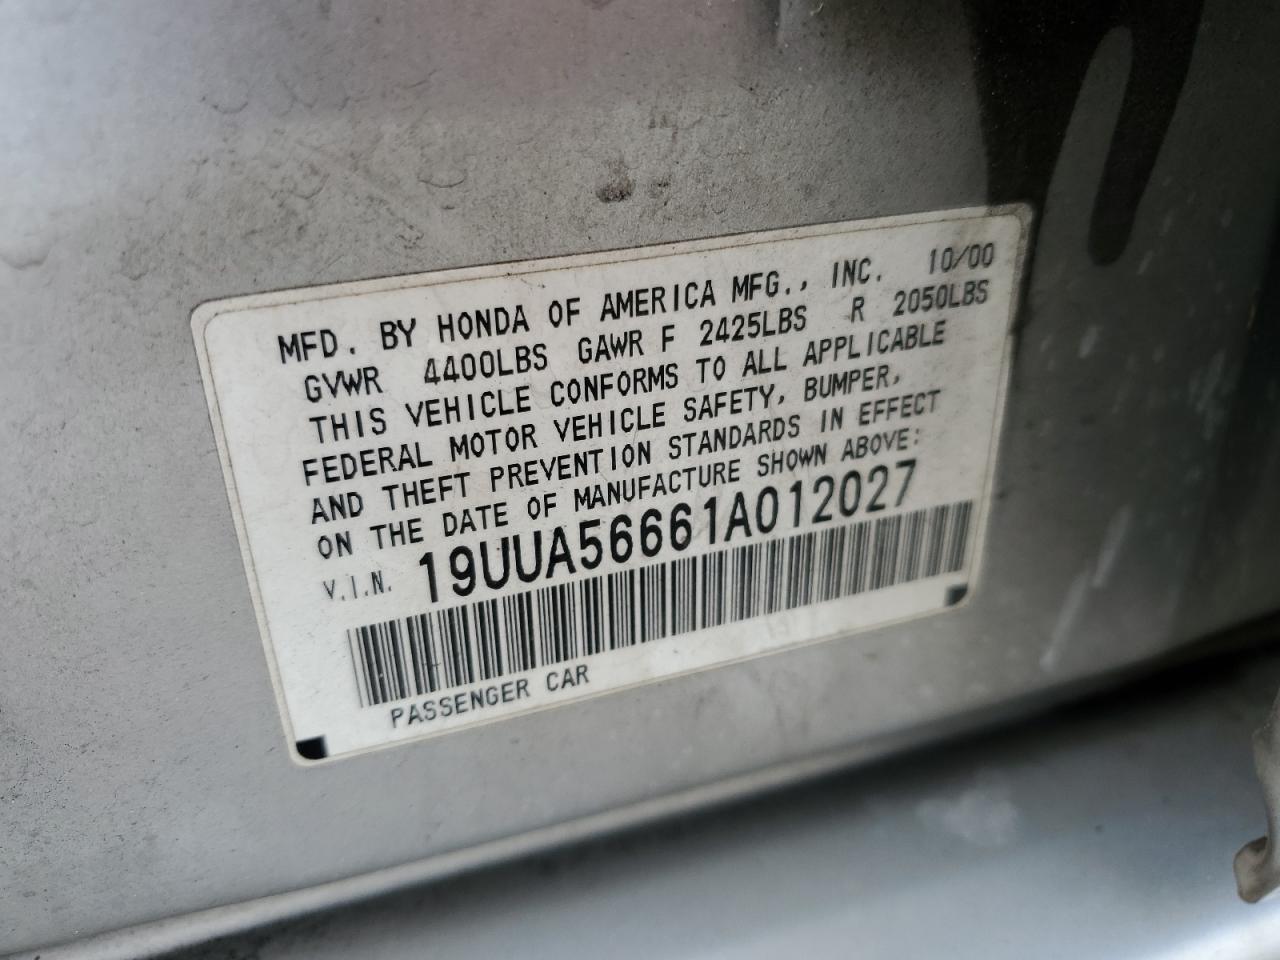 MFD. BY HONDA OF AMERICA MFG., INC. 10/00
GVWR 4400LBS GAWR F 2425LBS R 2050LBS
THIS VEHICLE CONFORMS TO ALL APPLICABLE
FEDERAL MOTOR VEHICLE SAFETY, BUMPER,
AND THEFT PREVENTION STANDARDS IN EFFECT
ON THE DATE OF MANUFACTURE SHOWN ABOVE:
V.I.N. 19UUA56661A012027
PASSENGER CAR